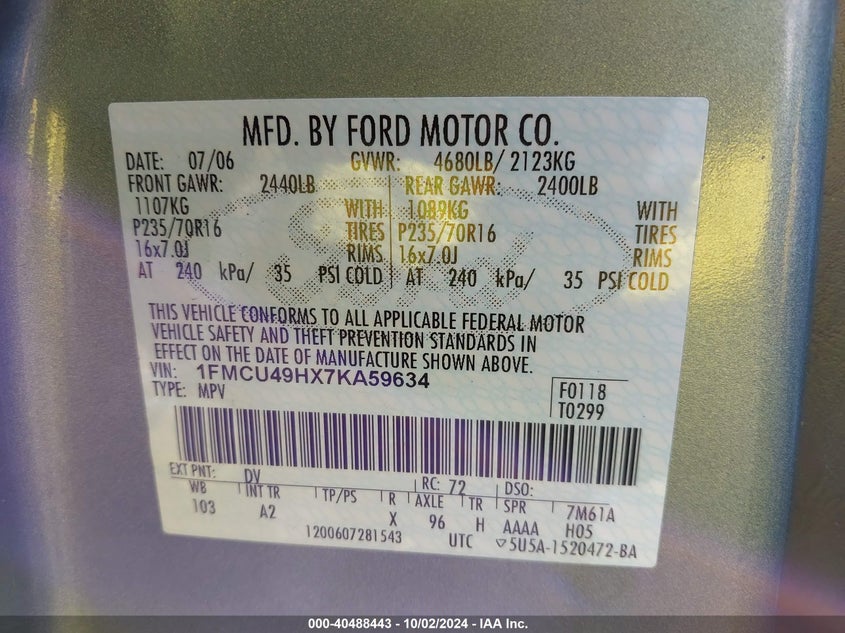 MFD. BY FORD MOTOR CO.
DATE: 07/06 GVWR: 4680LB/ 2123KG
FRONT GAWR: 2440LB REAR GAWR: 2400LB
1107KG WITH 1089KG WITH
P235/70R16 TIRES P235/70R16 TIRES
16x7.0J RIMS 16x7.0J RIMS
AT 240 kPa/ 35 PSI COLD AT 240 kPa/ 35 PSI COLD
THIS VEHICLE CONFORMS TO ALL APPLICABLE FEDERAL MOTOR
VEHICLE SAFETY AND THEFT PREVENTION STANDARDS IN
EFFECT ON THE DATE OF MANUFACTURE SHOWN ABOVE.
VIN: 1FMCU49HX7KA59634
TYPE: MPV
F0118
T0299
EXT PNT: DV RC: 72 DSO:
WB INT TR TP/PS R AXLE TR SPR 7M61A
103 A2 X 96 H AAAA H05
1200607281543 UTC ▽5U5A-1520472-BA
000-40488443 - 10/02/2024 - IAA Inc.